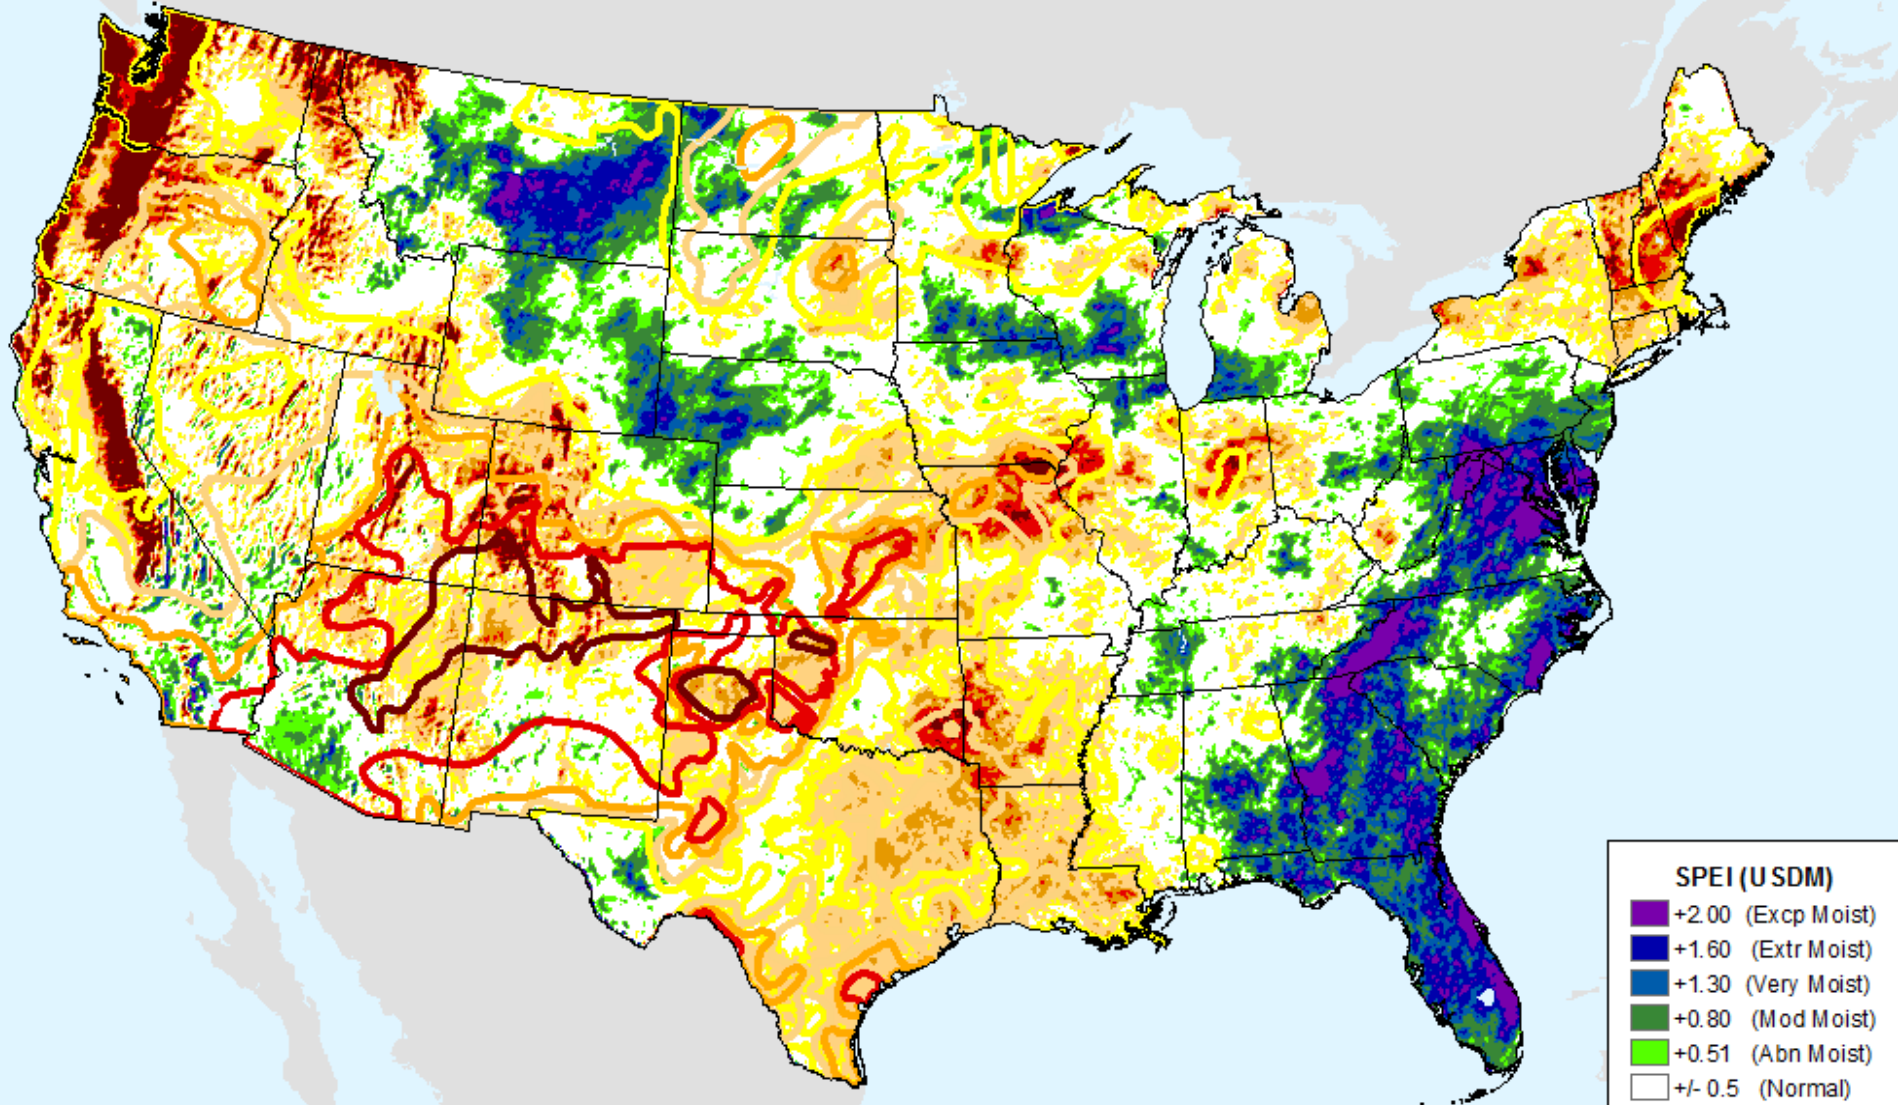 SPEI (USDM)
+2.00 (Excp Moist)
+1.60 (Extr Moist)
+1.30 (Very Moist)
+0.80 (Mod Moist)
+0.51 (Abn Moist)
+/- 0.5 (Normal)